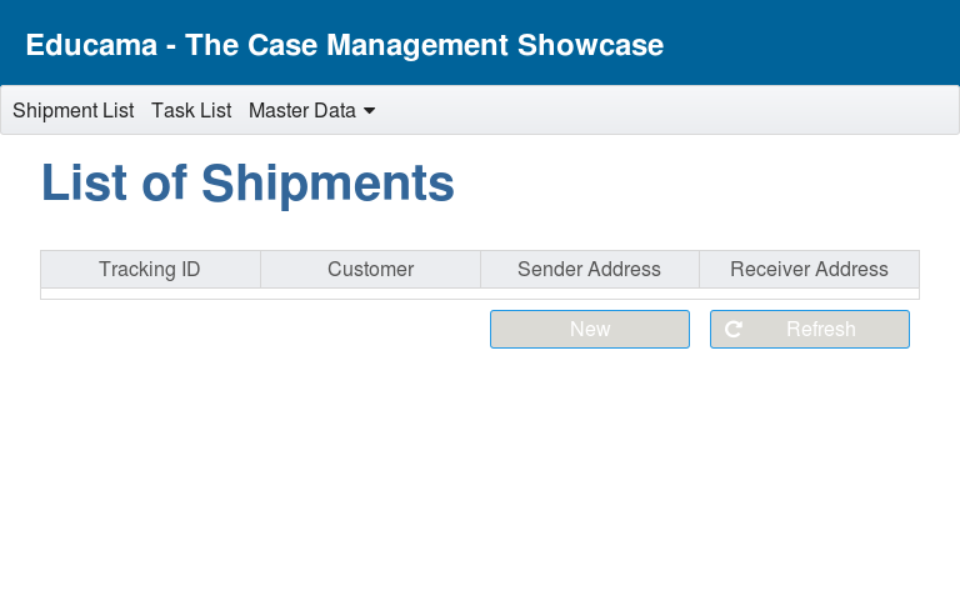 Educama - The Case Management Showcase
Shipment List Task List Master Data
List of Shipments
Tracking ID Customer Sender Address Receiver Address
New Refresh